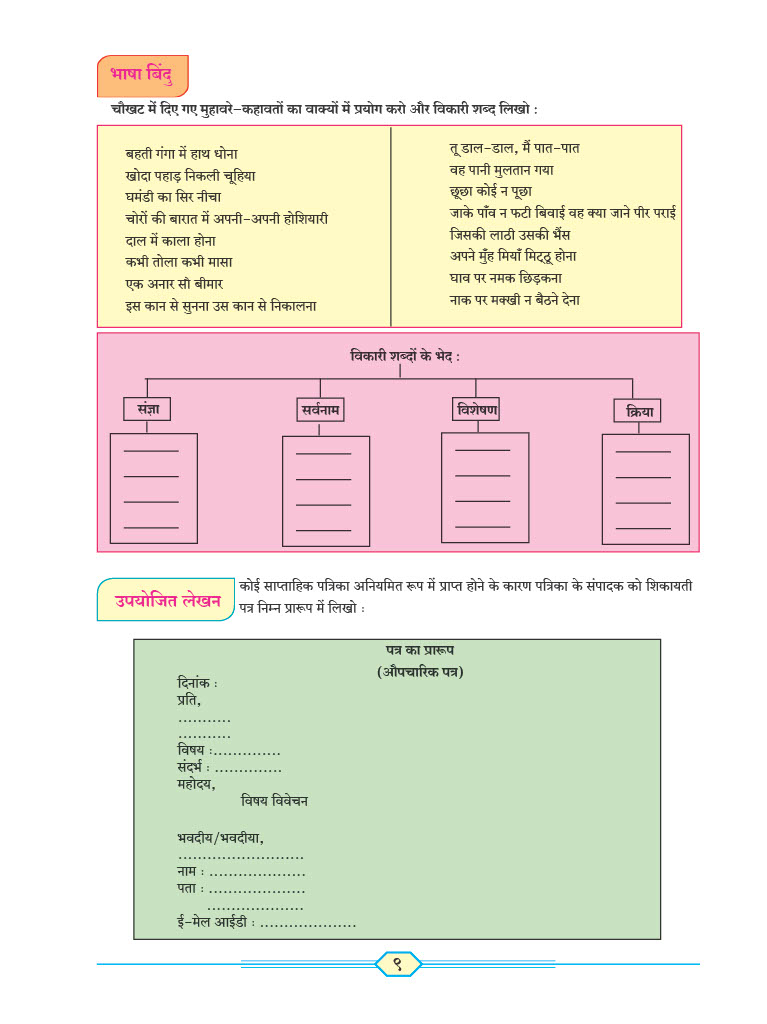 भाषा बिंदु
चौखट में दिए गए मुहावरे-कहावतों का वाक्यों में प्रयोग करो और विकारी शब्द लिखो :
बहती गंगा में हाथ धोना
खोदा पहाड़ निकली चूहिया
घमंडी का सिर नीचा
चोरों की बारात में अपनी-अपनी होशियारी
दाल में काला होना
कभी तोला कभी मासा
एक अनार सौ बीमार
इस कान से सुनना उस कान से निकालना
तू डाल-डाल, मैं पात-पात
वह पानी मुलतान गया
छूछा कोई न पूछा
जाके पाँव न फटी बिवाई वह क्या जाने पीर पराई
जिसकी लाठी उसकी भैंस
अपने मुँह मियाँ मिट्ठू होना
घाव पर नमक छिड़कना
नाक पर मक्खी न बैठने देना
विकारी शब्दों के भेद :
संज्ञा
सर्वनाम
विशेषण
क्रिया
उपयोजित लेखन
कोई साप्ताहिक पत्रिका अनियमित रूप में प्राप्त होने के कारण पत्रिका के संपादक को शिकायती
पत्र निम्न प्रारूप में लिखो :
पत्र का प्रारूप
(औपचारिक पत्र)
दिनांक :
प्रति,
...........
...........
विषय :..............
संदर्भ : ..............
महोदय,
विषय विवेचन
भवदीय/भवदीया,
..........................
नाम : ....................
पता : ....................
....................
ई-मेल आईडी : ....................
९